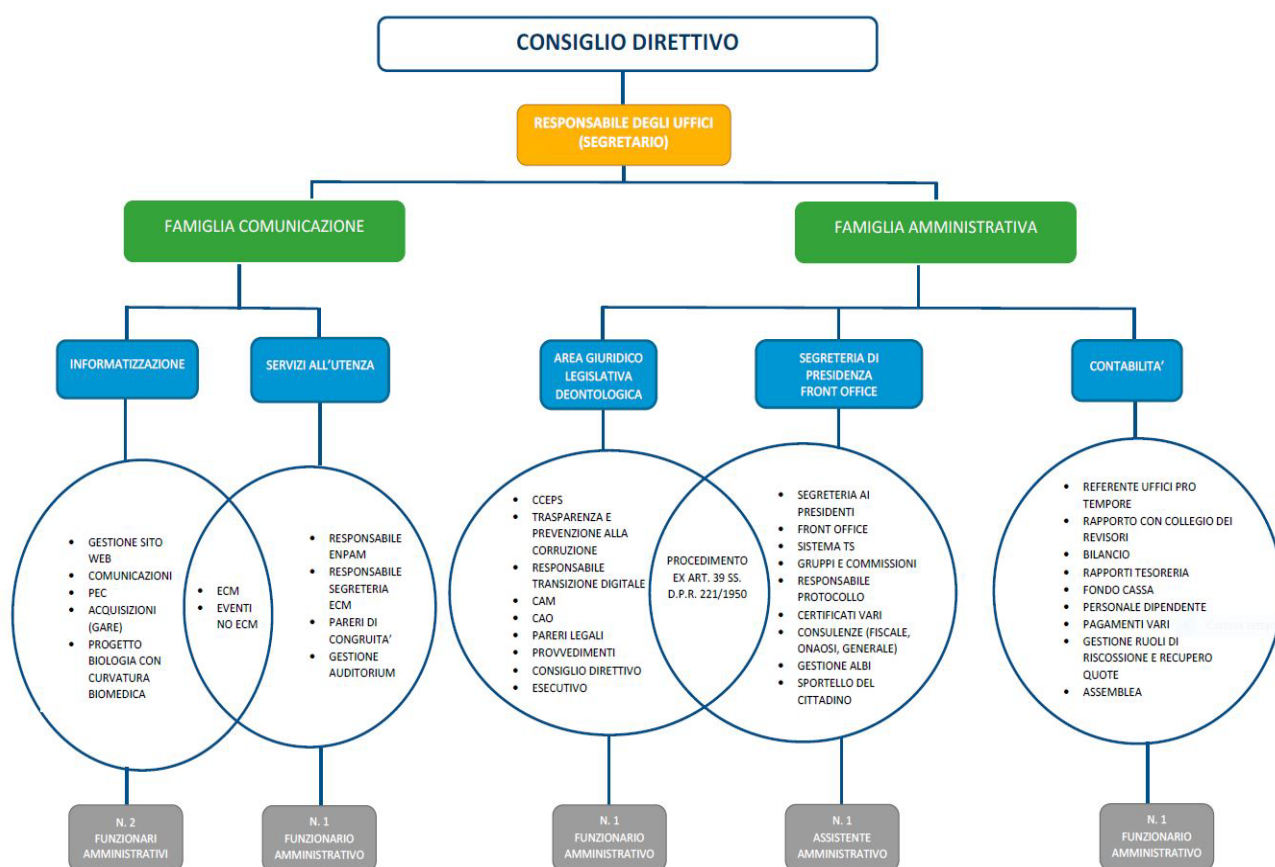 CONSIGLIO DIRETTIVO
RESPONSABILE DEGLI UFFICI
(SEGRETARIO)
FAMIGLIA COMUNICAZIONE
FAMIGLIA AMMINISTRATIVA
INFORMATIZZAZIONE
SERVIZI ALL'UTENZA
AREA GIURIDICO
LEGISLATIVA
DEONTOLOGICA
SEGRETERIA DI
PRESIDENZA
FRONT OFFICE
CONTABILITA'
• GESTIONE SITO
WEB
• COMUNICAZIONI
• PEC
• ACQUISIZIONI
(GARE)
• PROGETTO
BIOLOGIA CON
CURVATURA
BIOMEDICA
• ECM
• EVENTI
NO ECM
• RESPONSABILE
ENPAM
• RESPONSABILE
SEGRETERIA
ECM
• PARERI DI
CONGRUITA'
• GESTIONE
AUDITORIUM
• CCEPS
• TRASPARENZA E
PREVENZIONE ALLA
CORRUZIONE
• RESPONSABILE
TRANSIZIONE DIGITALE
• CAM
• CAO
• PARERI LEGALI
• PROVVEDIMENTI
• CONSIGLIO DIRETTIVO
• ESECUTIVO
PROCEDIMENTO
EX ART. 39 SS.
D.P.R. 221/1950
• SEGRETERIA AI
PRESIDENTI
• FRONT OFFICE
• SISTEMA TS
• GRUPPI E COMMISSIONI
• RESPONSABILE
PROTOCOLLO
• CERTIFICATI VARI
• CONSULENZE (FISCALE,
ONAOSI, GENERALE)
• GESTIONE ALBI
• SPORTELLO DEL
CITTADINO
• REFERENTE UFFICI PRO
TEMPORE
• RAPPORTO CON COLLEGIO DEI
REVISORI
• BILANCIO
• RAPPORTI TESORERIA
• FONDO CASSA
• PERSONALE DIPENDENTE
• PAGAMENTI VARI
• GESTIONE RUOLI DI
RISCOSSIONE E RECUPERO
QUOTE
• ASSEMBLEA
N. 2
FUNZIONARI
AMMINISTRATIVI
N. 1
FUNZIONARIO
AMMINISTRATIVO
N. 1
FUNZIONARIO
AMMINISTRATIVO
N. 1
ASSISTENTE
AMMINISTRATIVO
N. 1
FUNZIONARIO
AMMINISTRATIVO